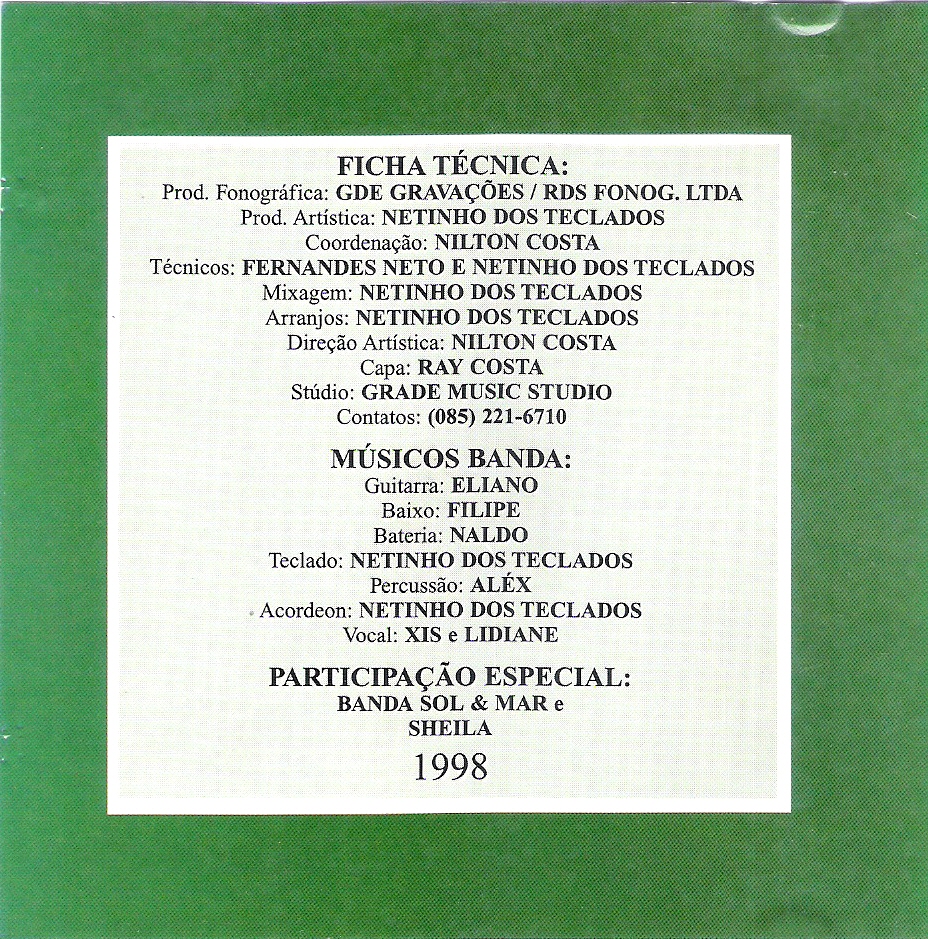 FICHA TÉCNICA:
Prod. Fonográfica: GDE GRAVAÇÕES / RDS FONOG. LTDA
Prod. Artística: NETINHO DOS TECLADOS
Coordenação: NILTON COSTA
Técnicos: FERNANDES NETO E NETINHO DOS TECLADOS
Mixagem: NETINHO DOS TECLADOS
Arranjos: NETINHO DOS TECLADOS
Direção Artística: NILTON COSTA
Capa: RAY COSTA
Stúdio: GRADE MUSIC STUDIO
Contatos: (085) 221-6710
MÚSICOS BANDA:
Guitarra: ELIANO
Baixo: FILIPE
Bateria: NALDO
Teclado: NETINHO DOS TECLADOS
Percussão: ALÉX
Acordeon: NETINHO DOS TECLADOS
Vocal: XIS e LIDIANE
PARTICIPAÇÃO ESPECIAL:
BANDA SOL & MAR e
SHEILA
1998